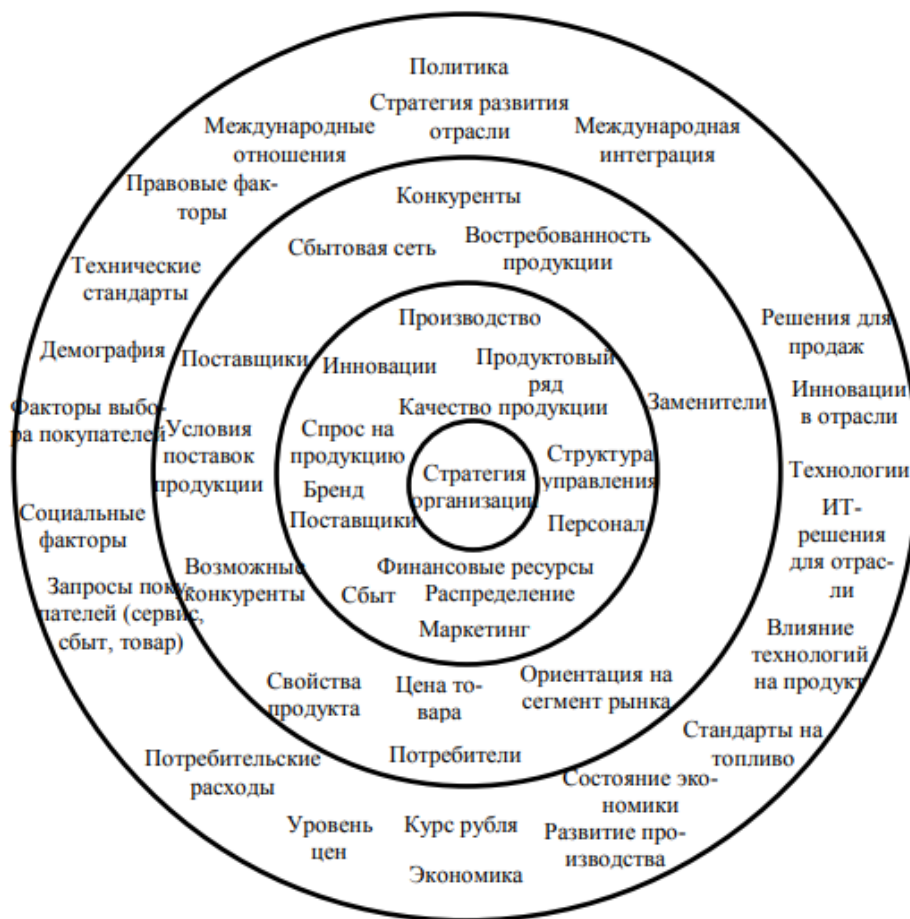 Политика
Стратегия развития
отрасли
Международные
отношения
Международная
интеграция
Правовые фак-
торы
Конкуренты
Сбытовая сеть
Востребованность
продукции
Технические
стандарты
Производство
Решения для
продаж
Демография
Поставщики
Инновации
Продуктовый
ряд
Заменители
Инновации
в отрасли
Факторы выбо-
ра покупателей
Условия
поставок
продукции
Качество продукции
Спрос на
продукцию
Стратегия
организации
Структура
управления
Технологии
Бренд
Поставщики
Персонал
Социальные
факторы
ИТ-
решения
для отрас-
ли
Возможные
конкуренты
Финансовые ресурсы
Сбыт
Распределение
Маркетинг
Запросы поку-
пателей (сервис,
сбыт, товар)
Влияние
технологий
на продукт
Свойства
продукта
Цена то-
вара
Ориентация на
сегмент рынка
Стандарты на
топливо
Потребители
Потребительские
расходы
Состояние эко-
номики
Уровень
цен
Курс рубля
Развитие про-
изводства
Экономика